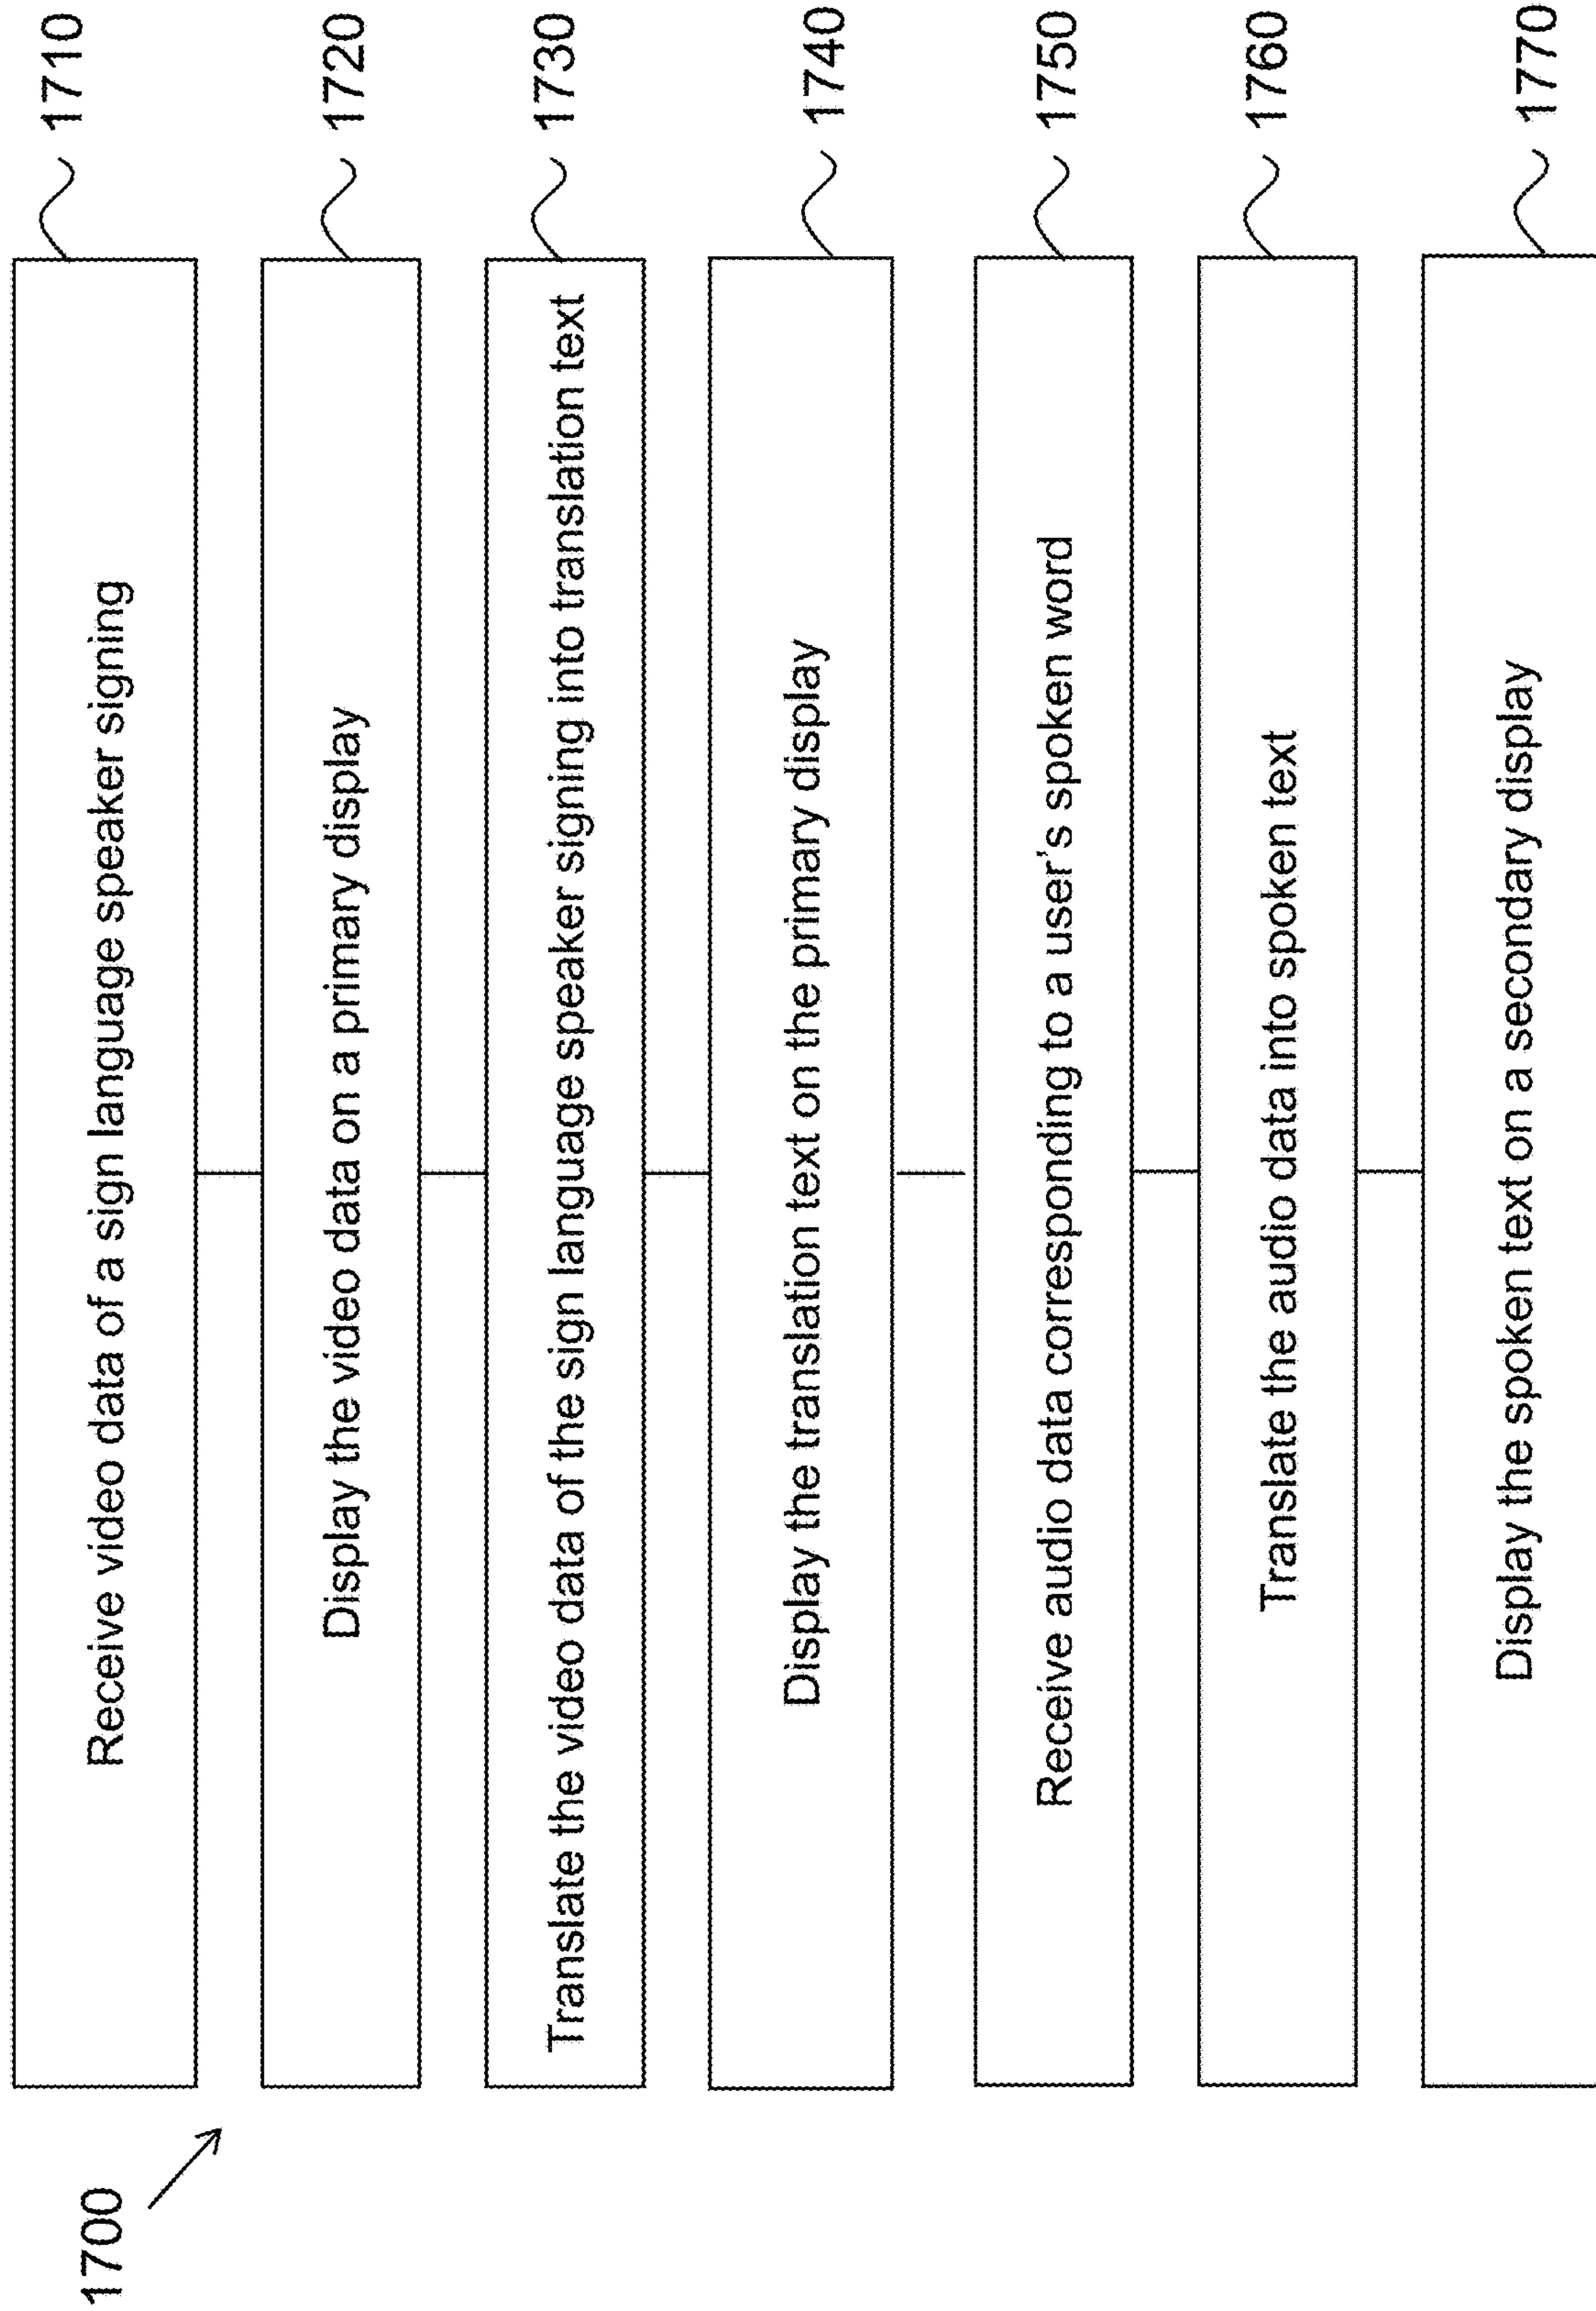 1700
Receive video data of a sign language speaker signing
1710
Display the video data on a primary display
1720
Translate the video data of the sign language speaker signing into translation text
1730
Display the translation text on the primary display
1740
Receive audio data corresponding to a user's spoken word
1750
Translate the audio data into spoken text
1760
Display the spoken text on a secondary display
1770